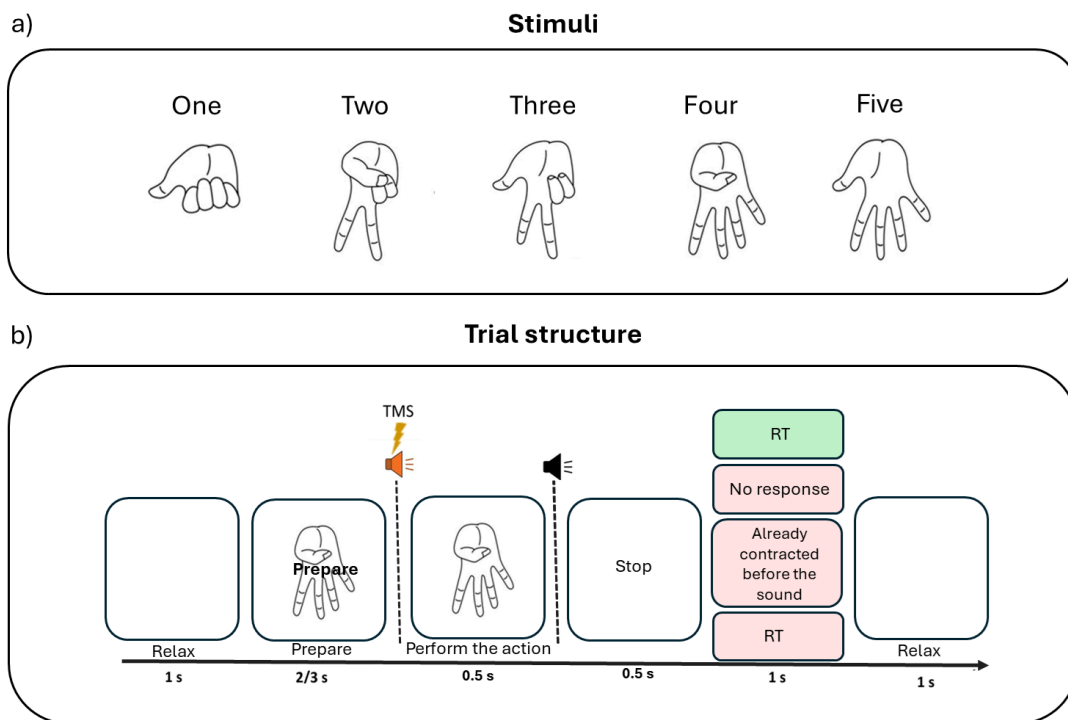 a)
Stimuli
One Two Three Four Five
b)
Trial structure
TMS
RT
No response
Already
contracted
before the
sound
RT
Prepare
Stop
Relax Prepare Perform the action Relax
1 s 2/3 s 0.5 s 0.5 s 1 s 1 s